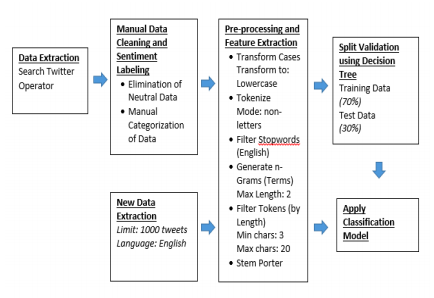 Data Extraction
Search Twitter
Operator
Manual Data
Cleaning and
Sentiment
Labeling
• Elimination of
Neutral Data
• Manual
Categorization
of Data
New Data
Extraction
Limit: 1000 tweets
Language: English
Pre-processing and
Feature Extraction
• Transform Cases
Transform to:
Lowercase
• Tokenize
Mode: non-
letters
• Filter Stopwords
(English)
• Generate n-
Grams (Terms)
Max Length: 2
• Filter Tokens (by
Length)
Min chars: 3
Max chars: 20
• Stem Porter
Split Validation
using Decision
Tree
Training Data
(70%)
Test Data
(30%)
Apply
Classification
Model